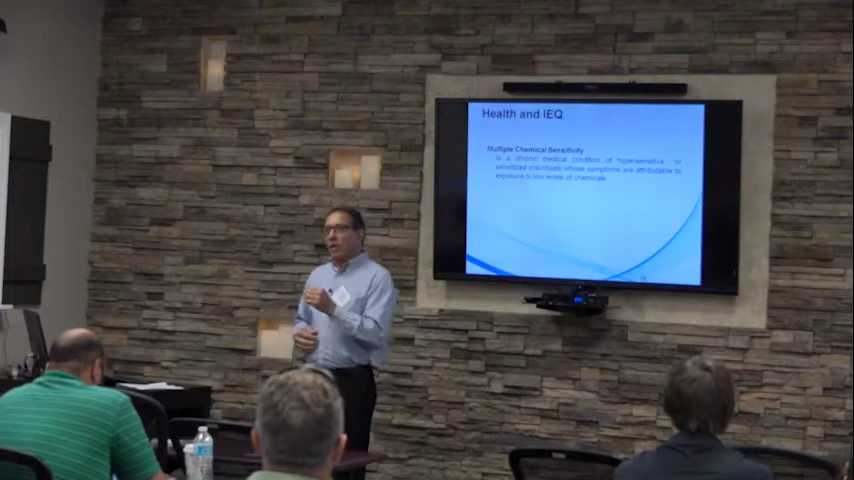 Health and IEQ
Multiple Chemical Sensitivity
is a chronic medical condition of hypersensitive or
sensitized individuals whose symptoms are attributable to
exposure to low levels of chemicals